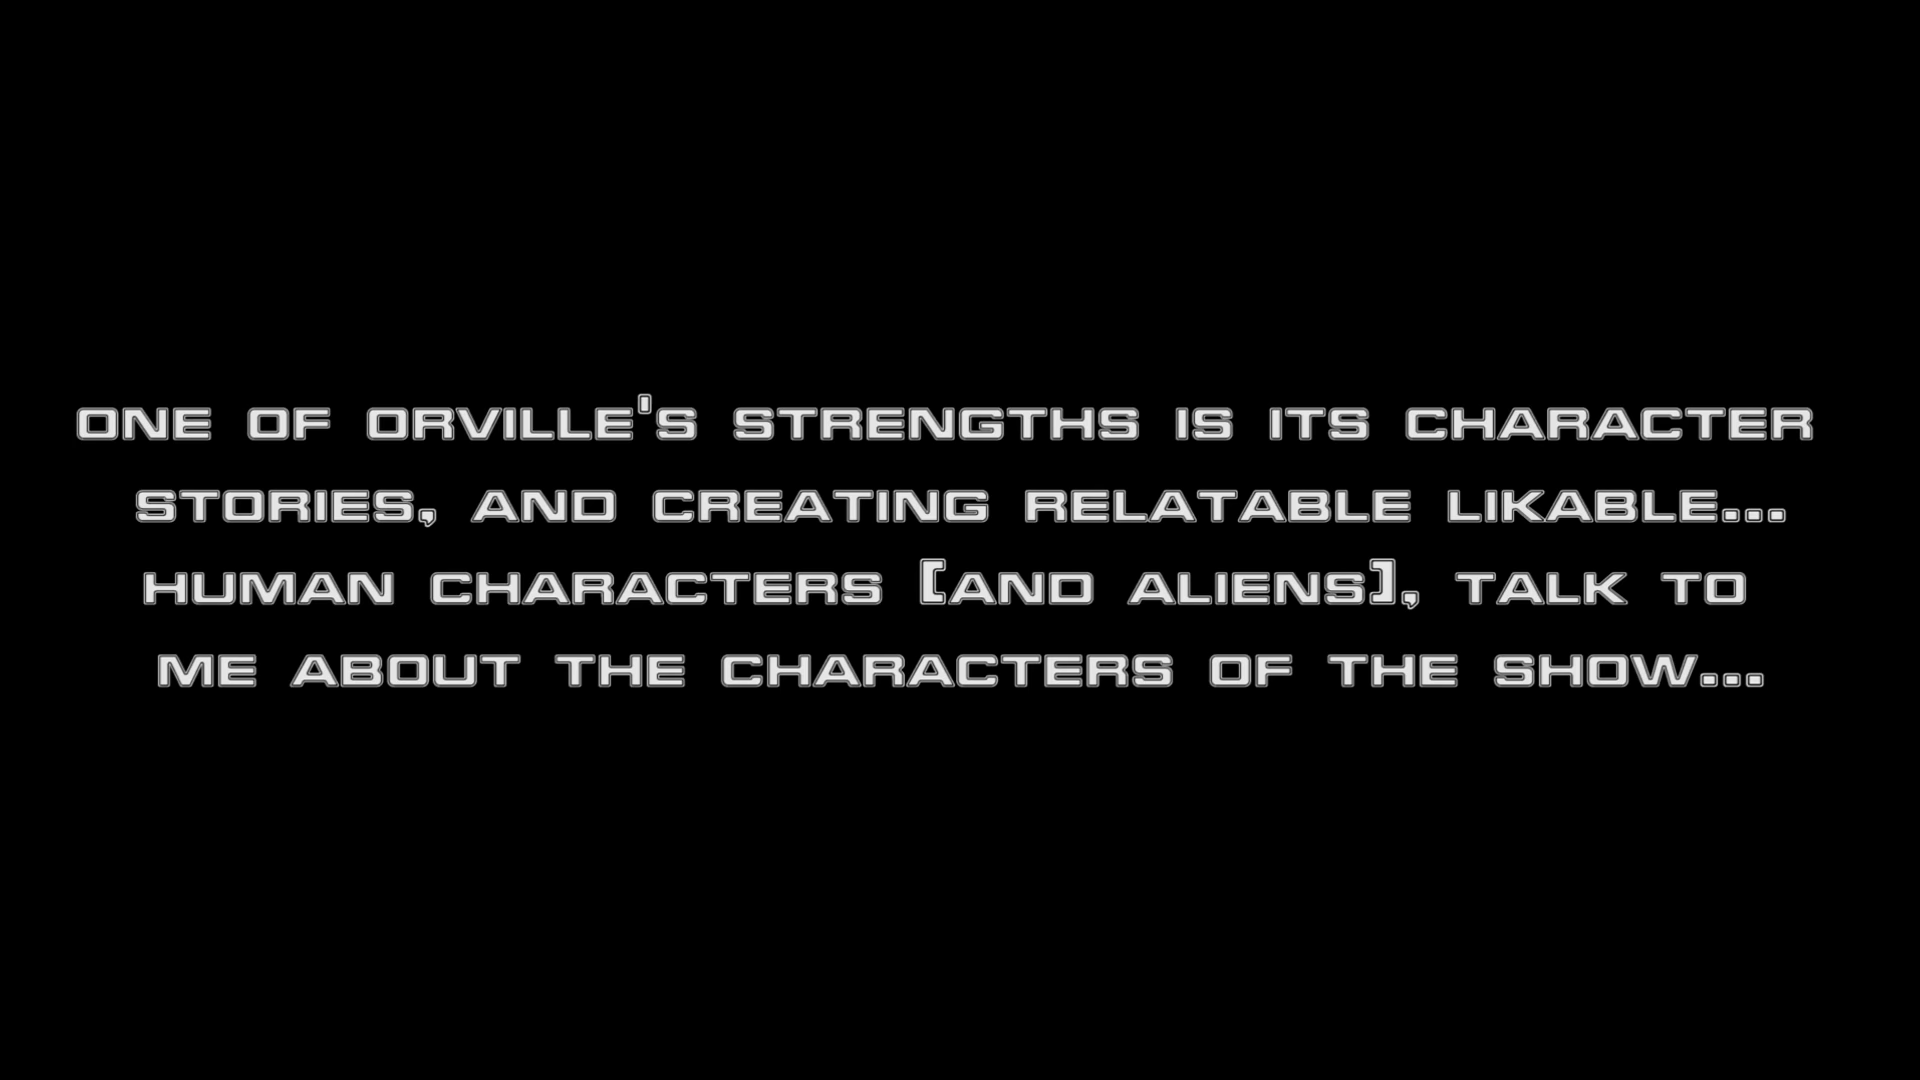 ONE OF ORVILLE'S STRENGTHS IS ITS CHARACTER
STORIES, AND CREATING RELATABLE LIKABLE...
HUMAN CHARACTERS [AND ALIENS], TALK TO
ME ABOUT THE CHARACTERS OF THE SHOW...